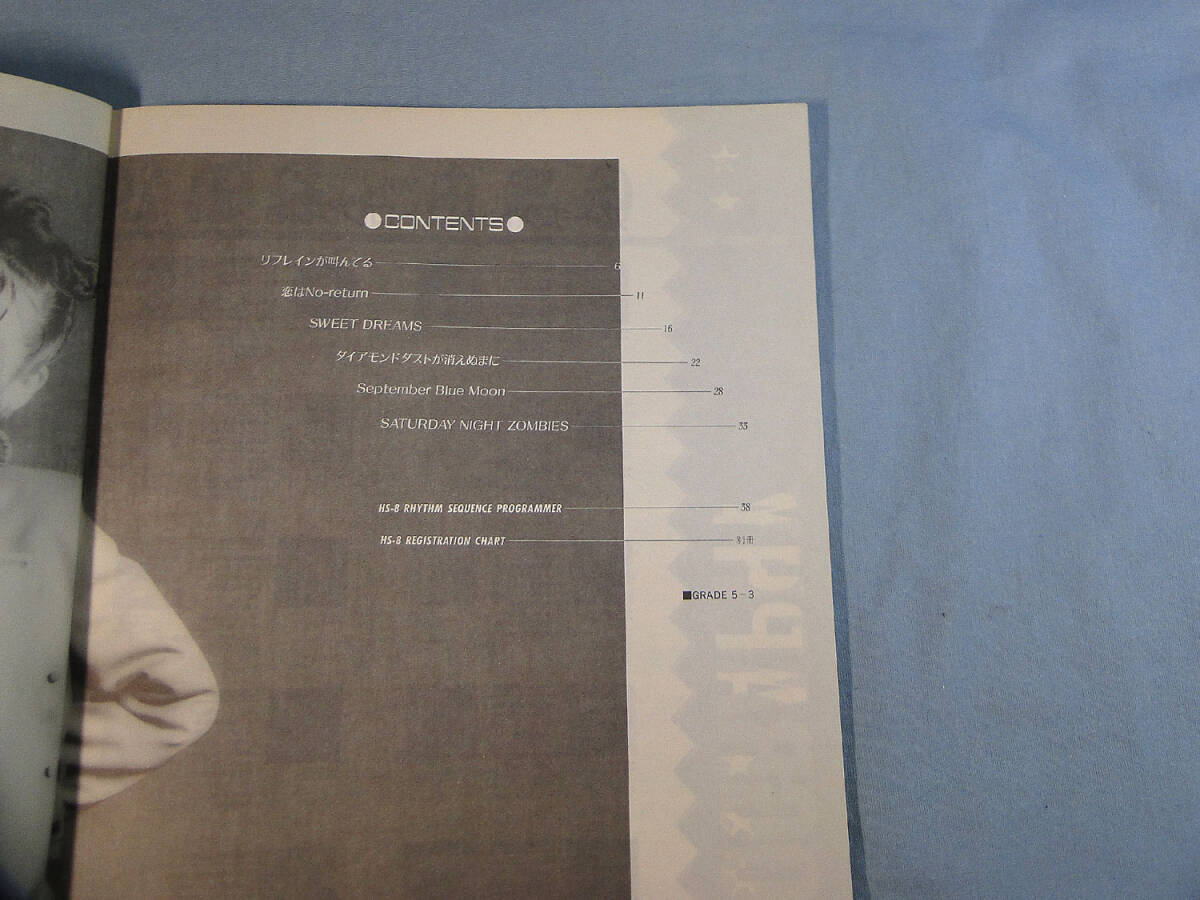 ●CONTENTS●
リフレインが叫んでる 6
恋はNo-return 11
SWEET DREAMS 16
ダイアモンドダストが消えぬまに 22
September Blue Moon 28
SATURDAY NIGHT ZOMBIES 33
HS-8 RHYTHM SEQUENCE PROGRAMMER 38
HS-8 REGISTRATION CHART 別冊
■GRADE 5-3